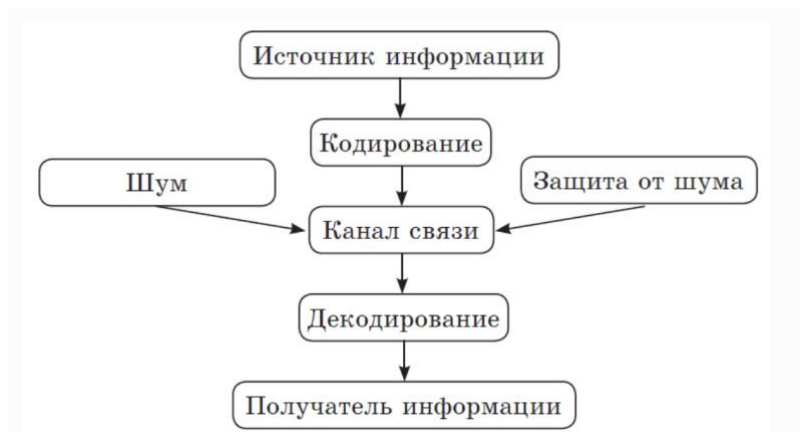 Источник информации
Кодирование
Шум
Защита от шума
Канал связи
Декодирование
Получатель информации